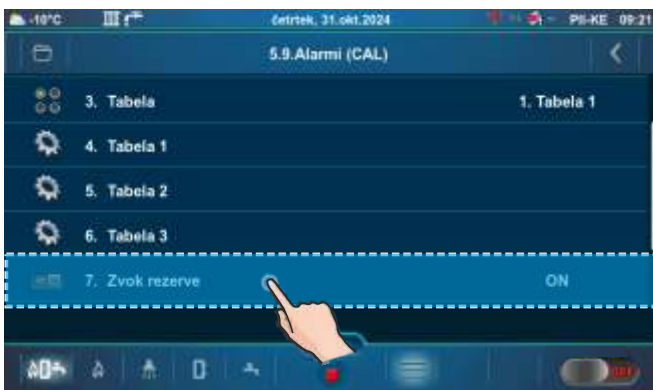 -10°C četrtek, 31.okt.2024 PII-KE 09:21
5.9.Alarmi (CAL)
3. Tabela 1. Tabela 1
4. Tabela 1
5. Tabela 2
6. Tabela 3
7. Zvok rezerve ON
OFF